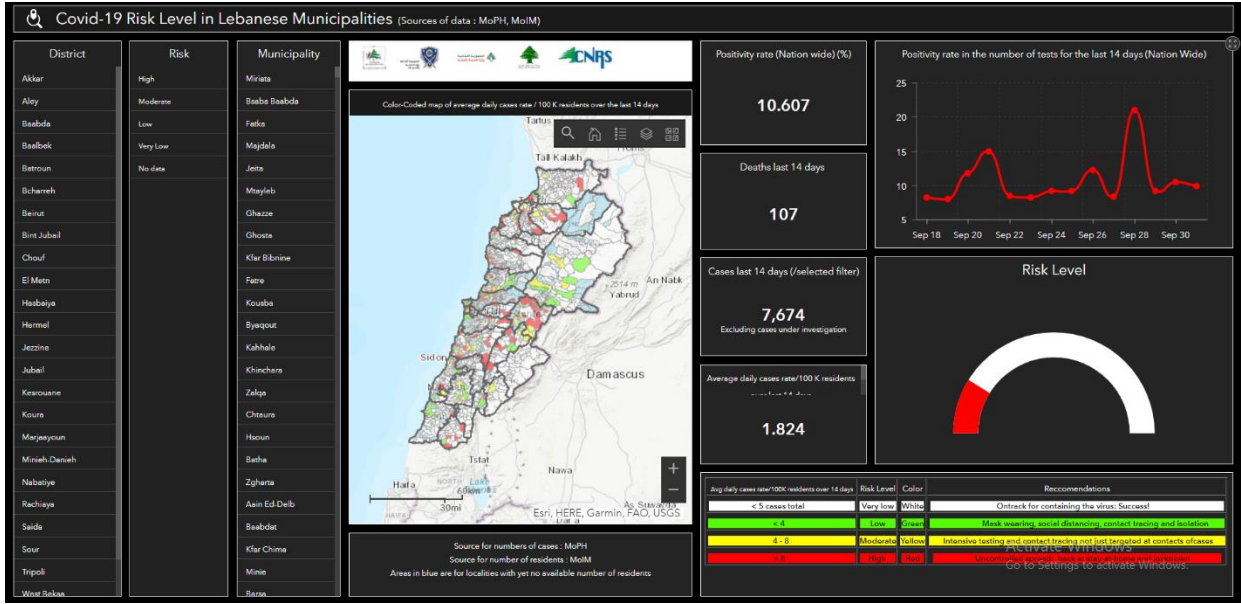 Covid-19 Risk Level in Lebanese Municipalities (Sources of data : MoPH, MoIM)
District
Akkar
Aley
Baabda
Baalbek
Batroun
Bcharreh
Beirut
Bint Jubail
Chouf
El Metn
Hasbaiya
Hermel
Jezzine
Jubail
Kesrouane
Koura
Marjaayoun
Minieh-Danieh
Nabatiye
Rachiaya
Saida
Sour
Tripoli
West Bekaa
Risk
High
Moderate
Low
Very Low
No data
Municipality
Miriata
Baaba Baabda
Fatka
Majdala
Jeita
Mtayleb
Ghazze
Ghosta
Kfar Bibnine
Fatre
Kousba
Byaqout
Kahhale
Khinchara
Zalqa
Chtaura
Hsoun
Batha
Zgharta
Aain Ed-Delb
Baabdat
Kfar Chima
Minie
Barsa
CNRS
Color-Coded map of average daily cases rate / 100 K residents over the last 14 days
Tartus
Tall Kalakh
2514 m
An Nabk
Yabrud
Sidon
Damascus
Tsfat
Nawa
Haifa
60km
30mi
As Suwayda
Esri, HERE, Garmin, FAO, USGS
Source for numbers of cases : MoPH
Source for number of residents : MoIM
Areas in blue are for localities with yet no available number of residents
Positivity rate (Nation wide) (%)
10.607
Deaths last 14 days
107
Cases last 14 days (/selected filter)
7,674
Excluding cases under investigation
Average daily cases rate/100 K residents
over last 14 days
1.824
Positivity rate in the number of tests for the last 14 days (Nation Wide)
25
20
15
10
5
Sep 18 Sep 20 Sep 22 Sep 24 Sep 26 Sep 28 Sep 30
Risk Level
Avg daily cases rate/100K residents over 14 days Risk Level Color Reccomendations
< 5 cases total Very low White Ontrack for containing the virus: Success!
< 4 Low Green Mask wearing, social distancing, contact tracing and isolation
4 - 8 Moderate Yellow Intensive testing and contact tracing not just targeted at contacts ofcases
> 8 High Red
Activate Windows
Go to Settings to activate Windows.